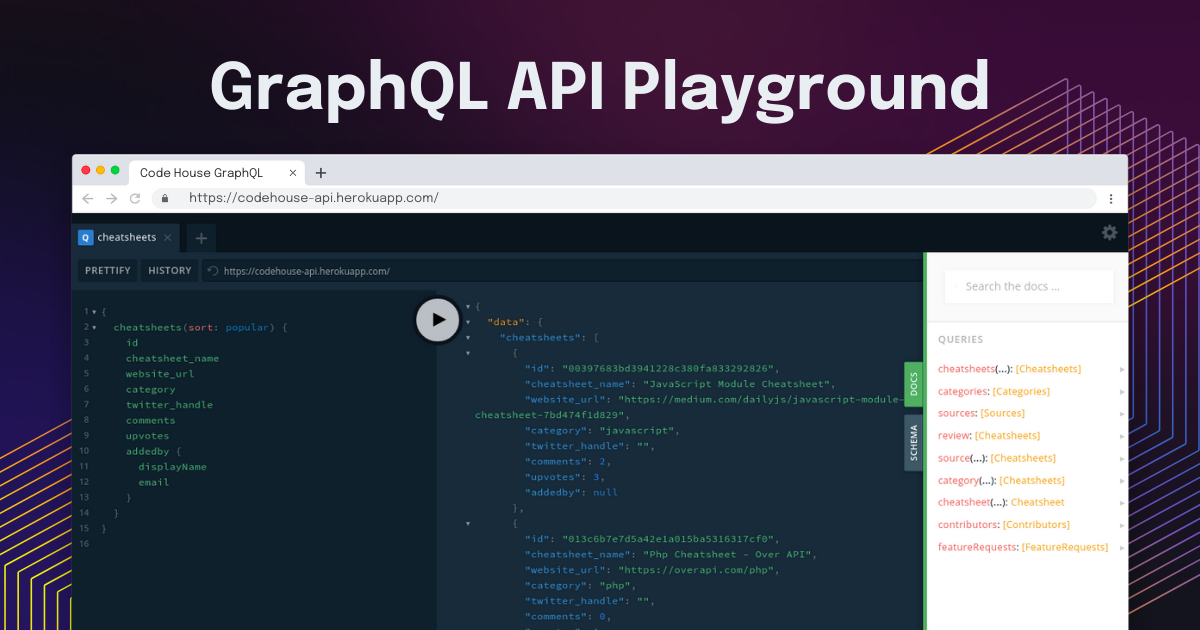 GraphQL API Playground
Code House GraphQL
https://codehouse-api.herokuapp.com/
Q cheatsheets
PRETTIFY HISTORY https://codehouse-api.herokuapp.com/
1 {
2 cheatsheets(sort: popular) {
3 id
4 cheatsheet_name
5 website_url
6 category
7 twitter_handle
8 comments
9 upvotes
10 addedby {
11 displayName
12 email
13 }
14 }
15 }
16
{
"data": {
"cheatsheets": [
{
"id": "00397683bd3941228c380fa833292826",
"cheatsheet_name": "JavaScript Module Cheatsheet",
"website_url": "https://medium.com/dailyjs/javascript-module-
cheatsheet-7bd474f1d829",
"category": "javascript",
"twitter_handle": "",
"comments": 2,
"upvotes": 3,
"addedby": null
},
{
"id": "013c6b7e7d5a42e1a015ba5316317cf0",
"cheatsheet_name": "Php Cheatsheet - Over API",
"website_url": "https://overapi.com/php",
"category": "php",
"twitter_handle": "",
"comments": 0,
DOCS
SCHEMA
Search the docs ...
QUERIES
cheatsheets(...): [Cheatsheets]
categories: [Categories]
sources: [Sources]
review: [Cheatsheets]
source(...): [Cheatsheets]
category(...): [Cheatsheets]
cheatsheet(...): Cheatsheet
contributors: [Contributors]
featureRequests: [FeatureRequests]